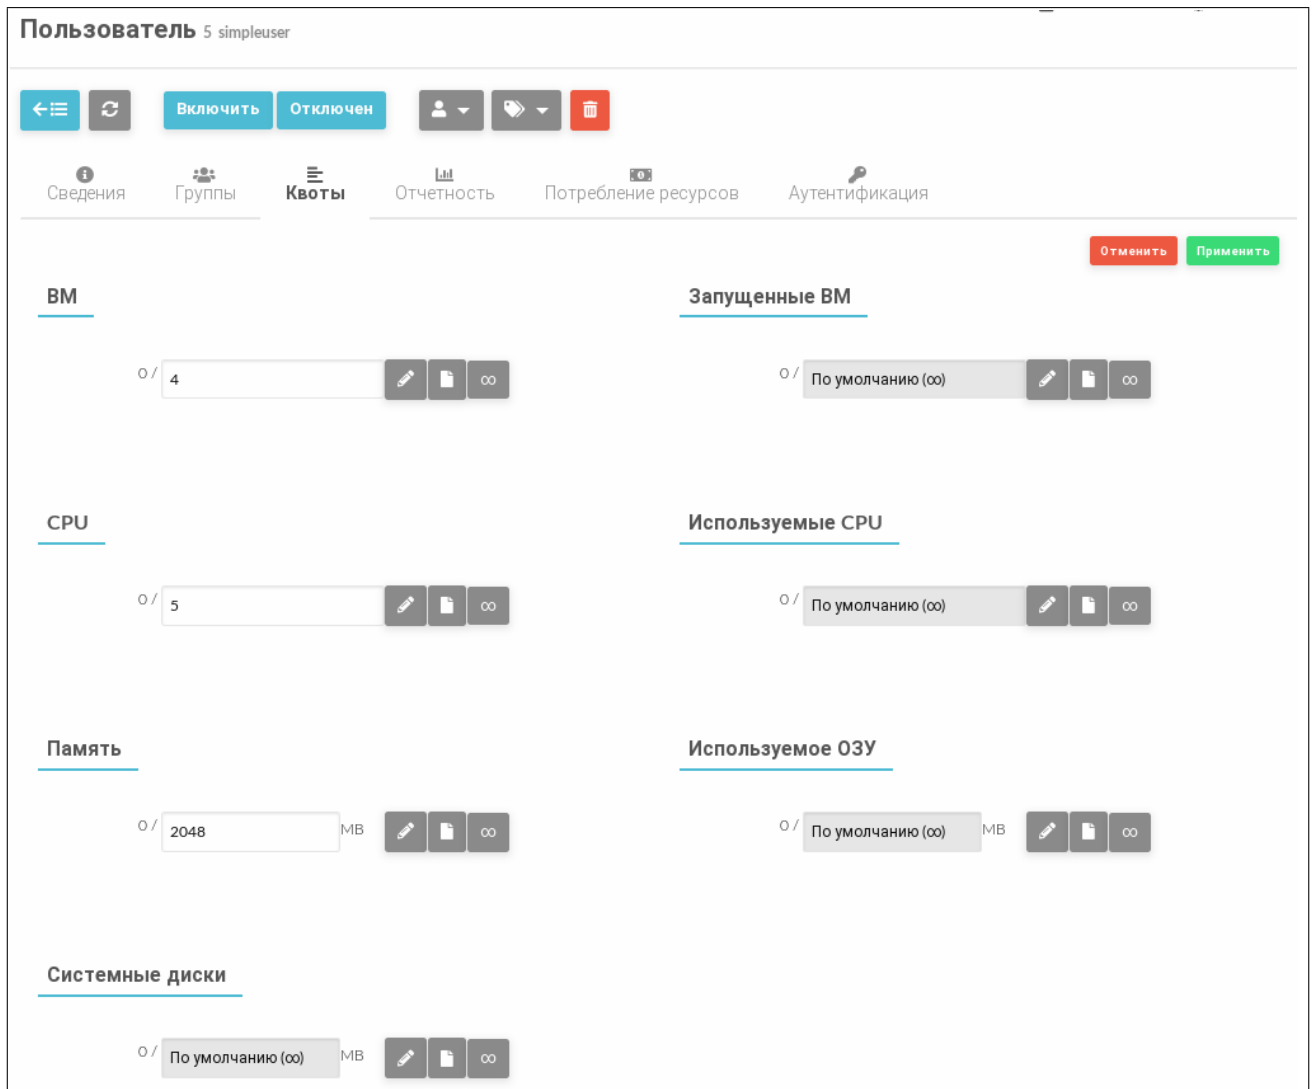 Пользователь 5 simpleuser
Включить Отключен
Сведения Группы Квоты Отчетность Потребление ресурсов Аутентификация
Отменить Применить
ВМ Запущенные ВМ
0 / 4 ∞ 0 / По умолчанию (∞) ∞
CPU Используемые CPU
0 / 5 ∞ 0 / По умолчанию (∞) ∞
Память Используемое ОЗУ
0 / 2048 MB ∞ 0 / По умолчанию (∞) MB ∞
Системные диски
0 / По умолчанию (∞) MB ∞